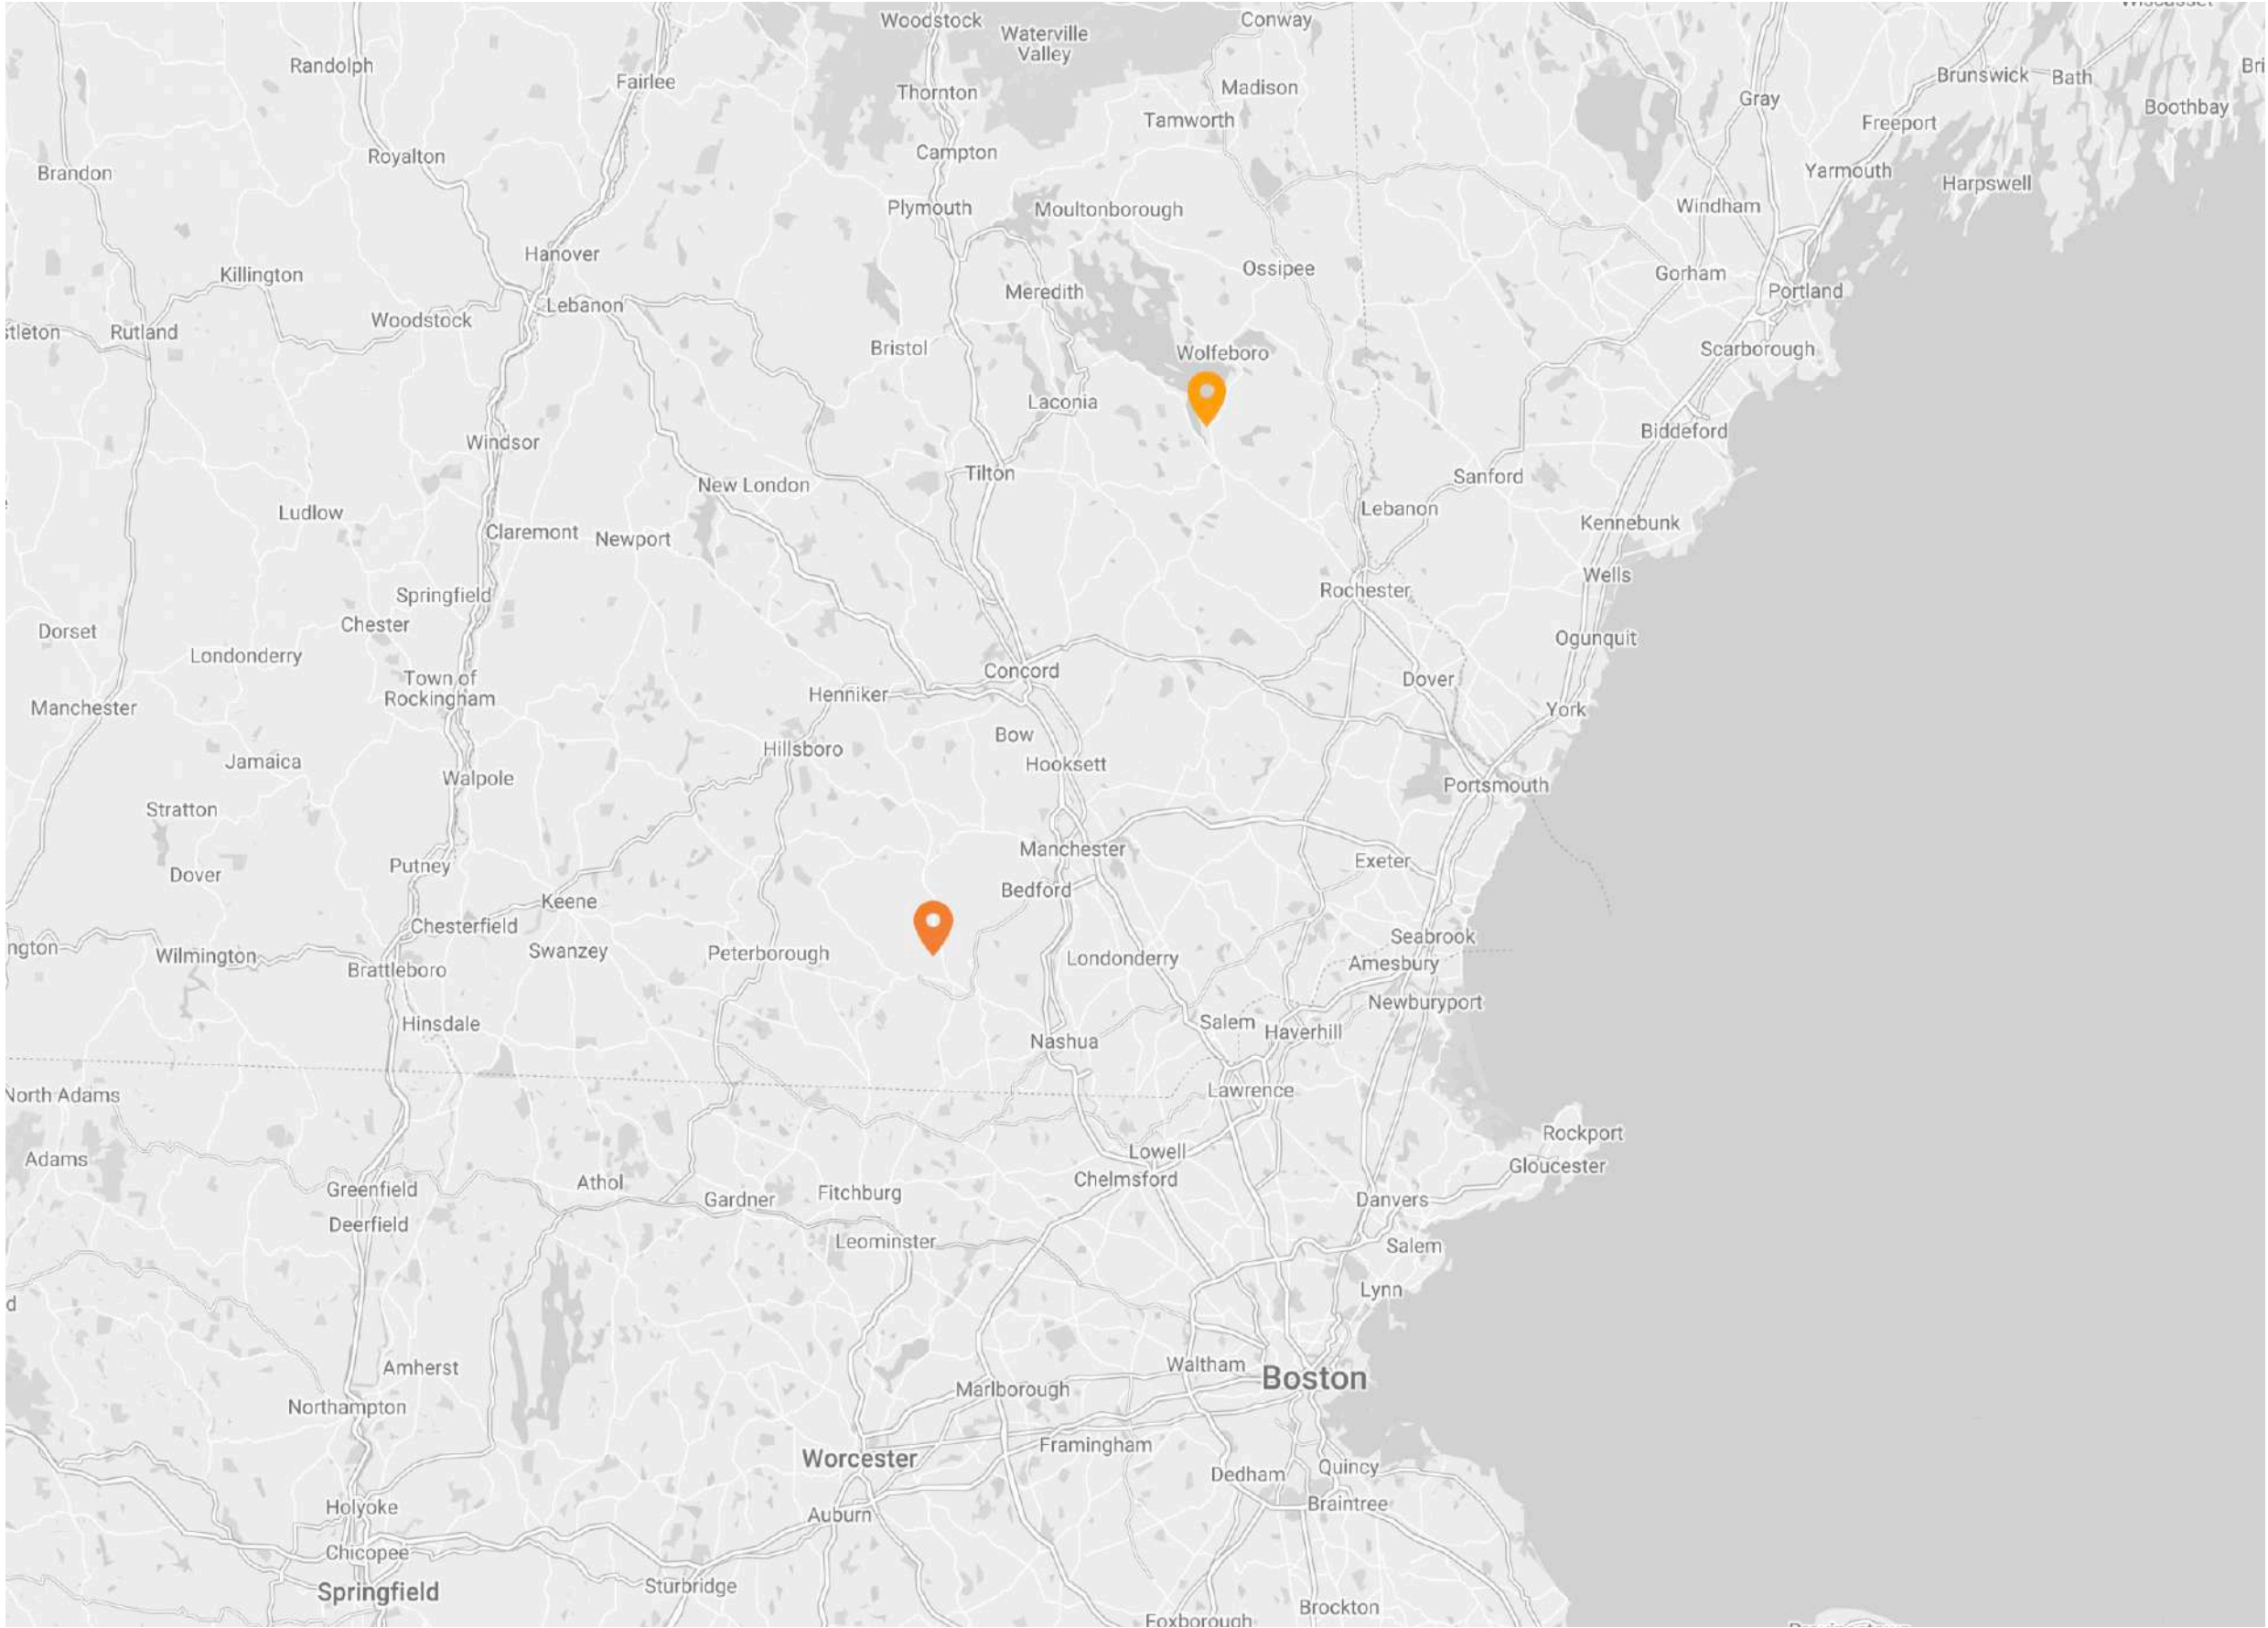 Woodstock
Conway
Waterville
Valley
Randolph
Fairlee
Thornton
Madison
Tamworth
Brunswick
Bath
Bri
Gray
Boothbay
Freeport
Royalton
Campton
Brandon
Yarmouth
Harpswell
Plymouth
Moultonborough
Windham
Hanover
Killington
Ossipee
Gorham
Meredith
Portland
Lebanon
Woodstock
stleton
Rutland
Bristol
Wolfeboro
Scarborough
Laconia
Biddeford
Windsor
Tilton
Sanford
New London
Ludlow
Lebanon
Kennebunk
Claremont
Newport
Wells
Springfield
Rochester
Chester
Dorset
Ogunquit
Londonderry
Concord
Town of
Rockingham
Dover
Henniker
Manchester
York
Bow
Hillsboro
Jamaica
Hooksett
Walpole
Portsmouth
Stratton
Manchester
Exeter
Putney
Dover
Bedford
Keene
Chesterfield
Seabrook
ngton
Wilmington
Swanzey
Peterborough
Londonderry
Amesbury
Brattleboro
Newburyport
Hinsdale
Salem
Haverhill
Nashua
North Adams
Lawrence
Rockport
Adams
Lowell
Gloucester
Chelmsford
Athol
Greenfield
Gardner
Fitchburg
Danvers
Deerfield
Leominster
Salem
Lynn
d
Amherst
Waltham
Boston
Marlborough
Northampton
Framingham
Worcester
Dedham
Quincy
Holyoke
Braintree
Auburn
Chicopee
Springfield
Sturbridge
Brockton
Foxborough